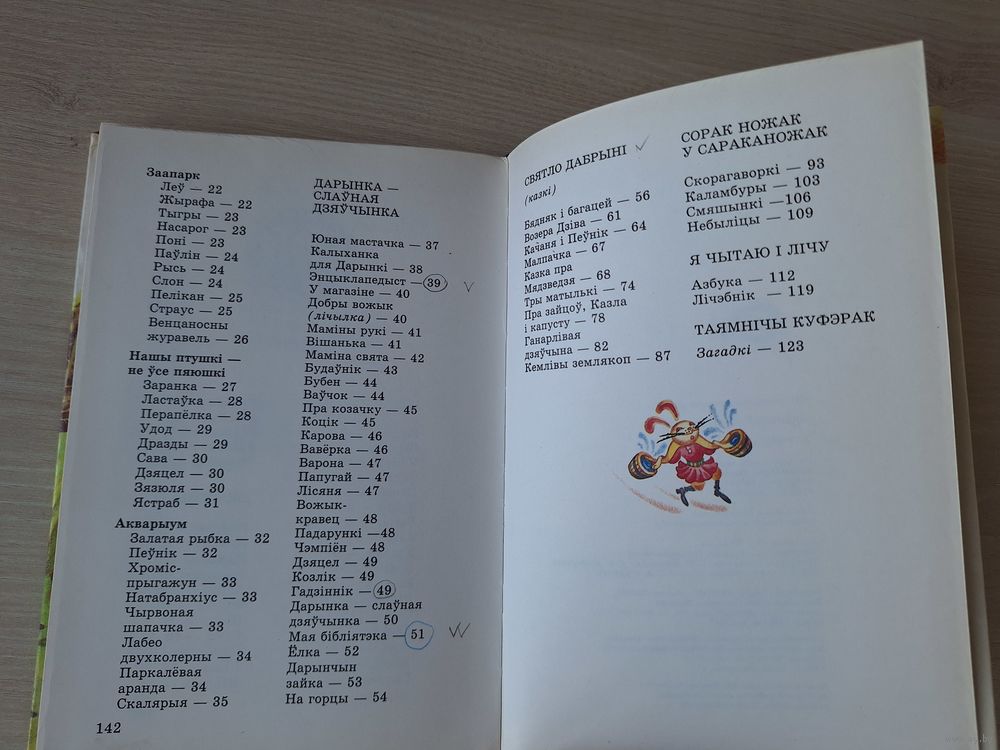 Заапарк
Леў — 22
Жырафа — 22
Тыгры — 23
Насарог — 23
Поні — 23
Паўлін — 24
Рысь — 24
Слон — 24
Пелікан — 25
Страус — 25
Венцаносны
журавель — 26
Нашы птушкі —
не ўсе пяюшкі
Заранка — 27
Ластаўка — 28
Перапёлка — 28
Удод — 29
Дразды — 29
Сава — 30
Дзяцел — 30
Зязюля — 30
Ястраб — 31
Акварыум
Залатая рыбка — 32
Пеўнік — 32
Хроміс-
прыгажун — 33
Натабранхіус — 33
Чырвоная
шапачка — 33
Лабео
двухколерны — 34
Паркалёвая
аранда — 34
Скалярыя — 35
142
ДАРЫНКА —
СЛАЎНАЯ
ДЗЯЎЧЫНКА
Юная мастачка — 37
Калыханка
для Дарынкі — 38
Энцыклапедыст — 39
У магазіне — 40
Добры вожык
(лічылка) — 40
Маміны рукі — 41
Вішанька — 41
Маміна свята — 42
Будаўнік — 43
Бубен — 44
Ваўчок — 44
Пра козачку — 45
Коцік — 45
Карова — 46
Вавёрка — 46
Варона — 47
Папугай — 47
Лісяня — 47
Вожык-
кравец — 48
Падарункі —48
Чэмпіён — 48
Дзяцел — 49
Козлік — 49
Гадзіннік — 49
Дарынка — слаўная
дзяўчынка — 50
Мая бібліятэка — 51
Ёлка — 52
Дарынчын
зайка — 53
На горцы — 54
СВЯТЛО ДАБРЫНІ
(казкі)
Бядняк і багацей — 56
Возера Дзіва — 61
Качаня і Пеўнік — 64
Малпачка — 67
Казка пра
Мядзведзя — 68
Тры матылькі — 74
Пра зайцоў, Казла
і капусту — 78
Ганарлівая
дзяўчына — 82
Кемлівы землякоп — 87
СОРАК НОЖАК
У САРАКАНОЖАК
Скорагаворкі — 93
Каламбуры — 103
Смяшынкі —106
Небыліцы — 109
Я ЧЫТАЮ І ЛІЧУ
Азбука — 112
Лічэбнік — 119
ТАЯМНІЧЫ КУФЭРАК
Загадкі — 123